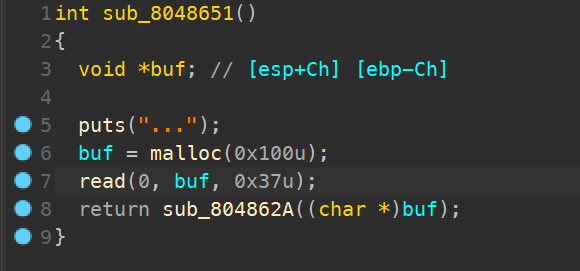 1 int sub_8048651()
2 {
3   void *buf; // [esp+Ch] [ebp-Ch]
4
5   puts("...");
6   buf = malloc(0x100u);
7   read(0, buf, 0x37u);
8   return sub_804862A((char *)buf);
9 }